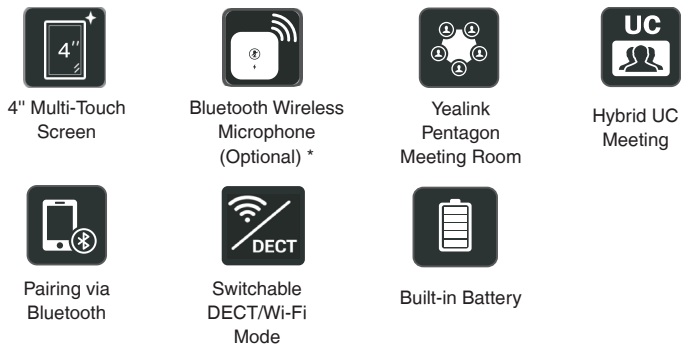 4"
4" Multi-Touch
Screen
Bluetooth Wireless
Microphone
(Optional) *
Yealink
Pentagon
Meeting Room
UC
Hybrid UC
Meeting
Pairing via
Bluetooth
DECT
Switchable
DECT/Wi-Fi
Mode
Built-in Battery